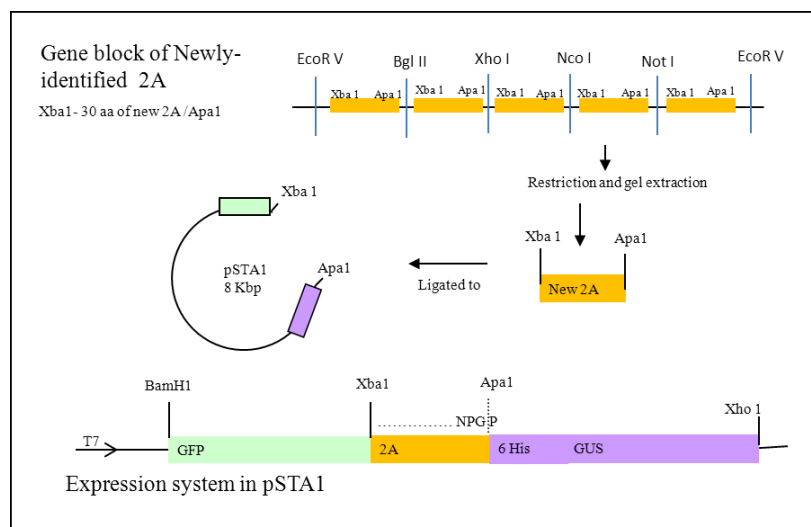 Gene block of Newly-
identified 2A
Xba1- 30 aa of new 2A /Apa1
EcoR V
Bgl II
Xho I
Nco I
Not I
EcoR V
Xba 1 Apa 1 Xba 1 Apa 1 Xba 1 Apa 1 Xba 1 Apa 1 Xba 1 Apa 1
Restriction and gel extraction
Xba 1
Apa1
New 2A
Ligated to
Xba 1
Apa1
pSTA1
8 Kbp
BamH1
Xba1
Apa1
Xho 1
T7
.................... NPG P
GFP
2A
6 His
GUS
Expression system in pSTA1